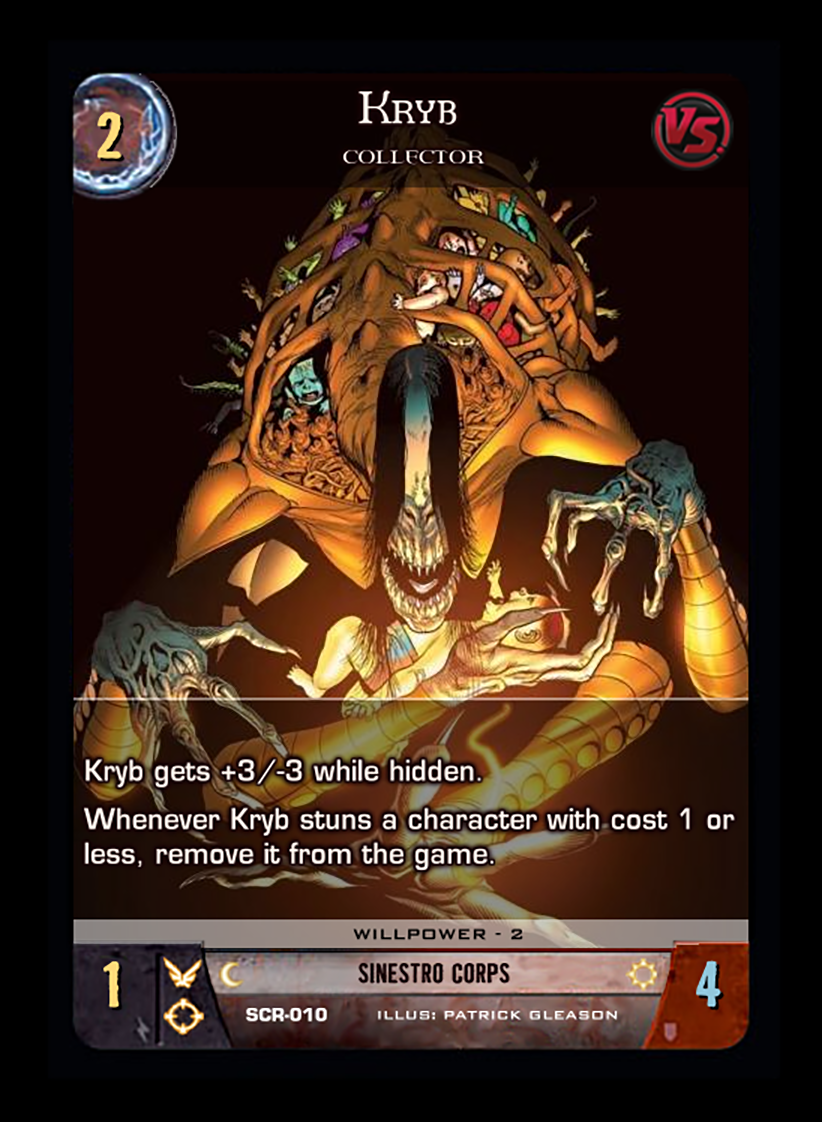 2
KRYB
COLLECTOR
VS.
Kryb gets +3/-3 while hidden.
Whenever Kryb stuns a character with cost 1 or
less, remove it from the game.
WILLPOWER - 2
1
SINESTRO CORPS
4
SCR-010
ILLUS: PATRICK GLEASON